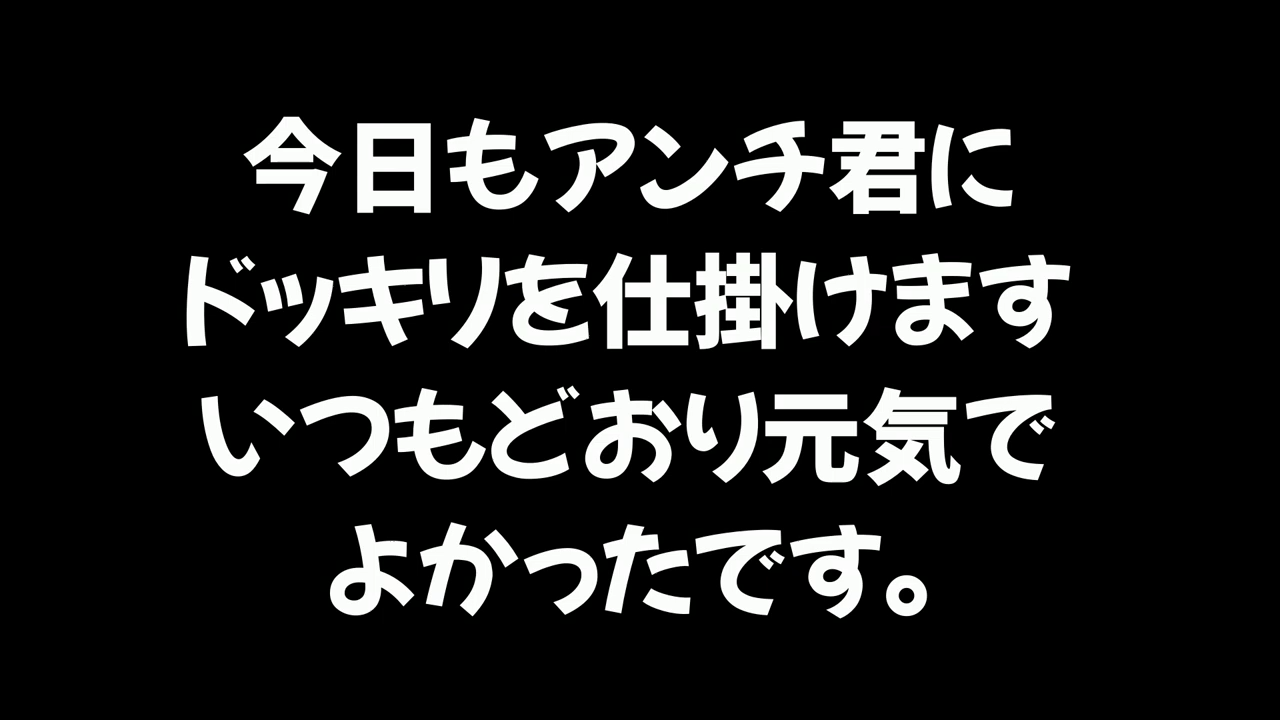 今日もアンチ君に
ドッキリを仕掛けます
いつもどおり元気で
よかったです。